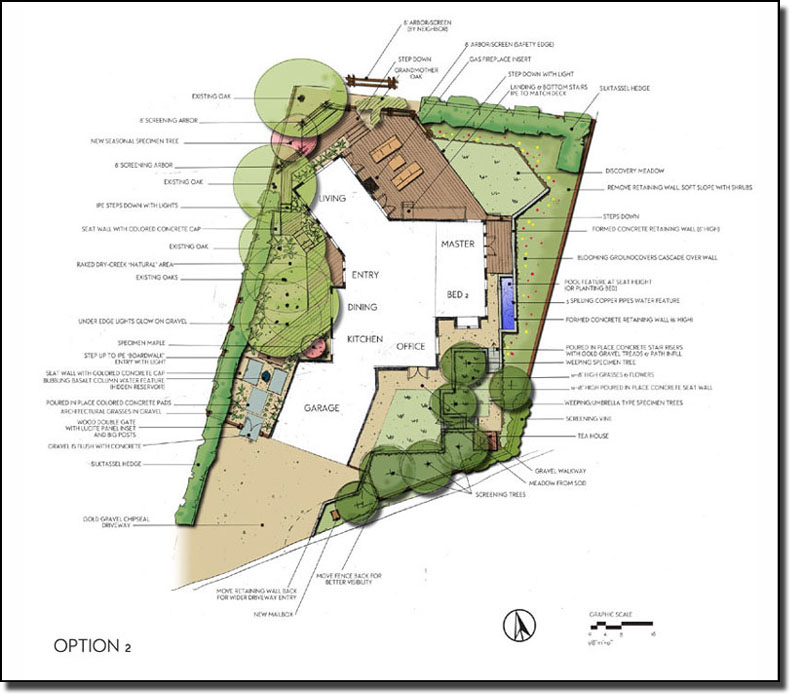 8' ARBOR/SCREEN
(BY NEIGHBOR)
8' ARBOR/SCREEN (SAFETY EDGE)
STEP DOWN
GAS FIREPLACE INSERT
GRANDMOTHER
OAK
STEP DOWN WITH LIGHT
LANDING & BOTTOM STAIRS
IPE TO MATCH DECK
SILKTASSEL HEDGE
EXISTING OAK
8' SCREENING ARBOR
NEW SEASONAL SPECIMEN TREE
8' SCREENING ARBOR
EXISTING OAK
IPE STEPS DOWN WITH LIGHTS
SEAT WALL WITH COLORED CONCRETE CAP
EXISTING OAK
RAKED DRY-CREEK "NATURAL" AREA
EXISTING OAKS
UNDER EDGE LIGHTS GLOW ON GRAVEL
SPECIMEN MAPLE
STEP UP TO IPE "BOARDWALK"
ENTRY WITH LIGHT
SEAT WALL WITH COLORED CONCRETE CAP
BUBBLING BASALT COLUMN WATER FEATURE
(HIDDEN RESERVOIR)
POURED IN PLACE COLORED CONCRETE PADS
ARCHITECTURAL GRASSES IN GRAVEL
WOOD DOUBLE GATE
WITH LUCITE PANEL INSET
AND BIG POSTS
GRAVEL IS FLUSH WITH CONCRETE
SILKTASSEL HEDGE
GOLD GRAVEL CHIPSEAL
DRIVEWAY
LIVING
MASTER
ENTRY
BED 2
DINING
KITCHEN
OFFICE
GARAGE
DISCOVERY MEADOW
REMOVE RETAINING WALL, SOFT SLOPE WITH SHRUBS
STEPS DOWN
FORMED CONCRETE RETAINING WALL (6' HIGH)
BLOOMING GROUNDCOVERS CASCADE OVER WALL
POOL FEATURE AT SEAT HEIGHT
(OR PLANTING BED)
3 SPILLING COPPER PIPES WATER FEATURE
FORMED CONCRETE RETAINING WALL (6 HIGH)
POURED IN PLACE CONCRETE STAIR RISERS
WITH GOLD GRAVEL TREADS & PATH INFILL
WEEPING SPECIMEN TREE
HIGH GRASSES & FLOWERS
HIGH POURED IN PLACE CONCRETE SEAT WALL
WEEPING/UMBRELLA TYPE SPECIMEN TREES
SCREENING VINE
TEA HOUSE
GRAVEL WALKWAY
MEADOW FROM SOD
SCREENING TREES
MOVE FENCE BACK FOR
BETTER VISIBILITY
MOVE RETAINING WALL BACK
FOR WIDER DRIVEWAY ENTRY
NEW MAILBOX
GRAPHIC SCALE
0 4 8 16
OPTION 2